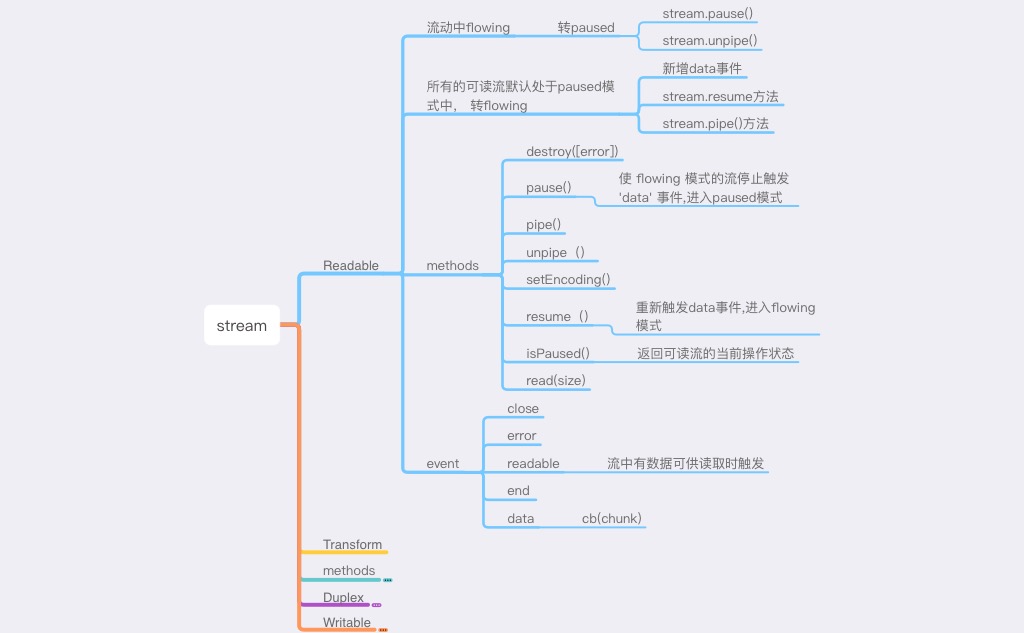 stream
Readable
流动中flowing
转paused
stream.pause()
stream.unpipe()
所有的可读流默认处于paused模
式中， 转flowing
新增data事件
stream.resume方法
stream.pipe()方法
methods
destroy([error])
pause()
使 flowing 模式的流停止触发
'data' 事件,进入paused模式
pipe()
unpipe（）
setEncoding()
resume（）
重新触发data事件,进入flowing
模式
isPaused()
返回可读流的当前操作状态
read(size)
event
close
error
readable
流中有数据可供读取时触发
end
data
cb(chunk)
Transform
methods
Duplex
Writable